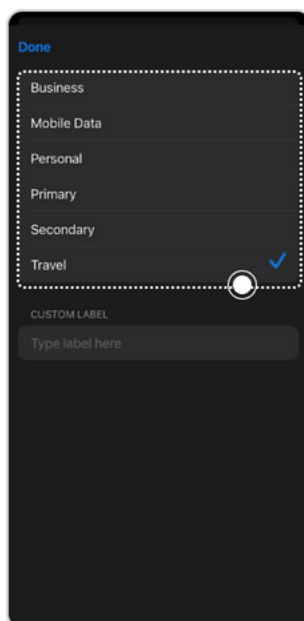 Done
Business
Mobile Data
Personal
Primary
Secondary
Travel
CUSTOM LABEL
Type label here